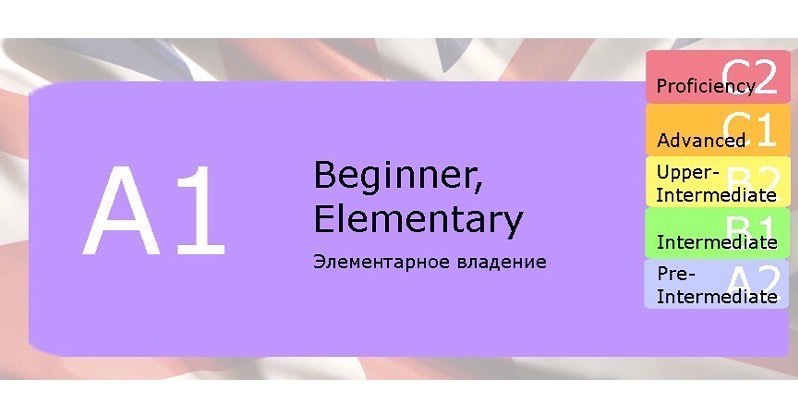 A1
Beginner,
Elementary
Элементарное владение
C2
Proficiency
C1
Advanced
B2
Upper-
Intermediate
B1
Intermediate
A2
Pre-
Intermediate